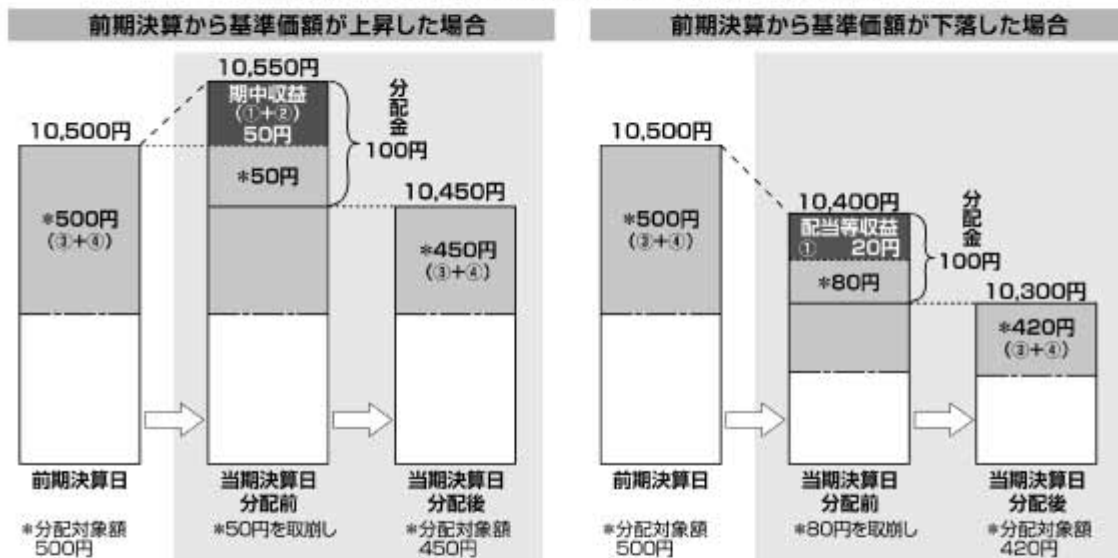 前期決算から基準価額が上昇した場合
10,550円
期中収益
(①+②)
50円
分配金
100円
10,500円
*50円
10,450円
*500円
(③+④)
*450円
(③+④)
前期決算日
当期決算日
分配前
当期決算日
分配後
*分配対象額
500円
*50円を取崩し
*分配対象額
450円
前期決算から基準価額が下落した場合
10,500円
*500円
(③+④)
10,400円
配当等収益
① 20円
分配金
100円
*80円
10,300円
*420円
(③+④)
前期決算日
当期決算日
分配前
当期決算日
分配後
*分配対象額
500円
*80円を取崩し
*分配対象額
420円